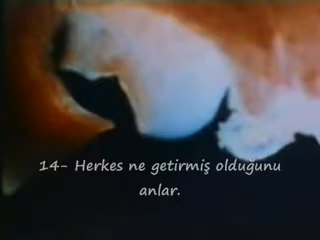 14- Herkes ne getirmiş olduğunu
anlar.